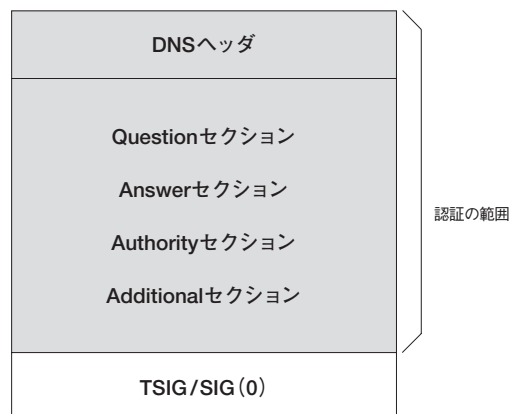 DNSヘッダ
Questionセクション
Answerセクション
Authorityセクション
Additionalセクション
認証の範囲
TSIG/SIG(0)